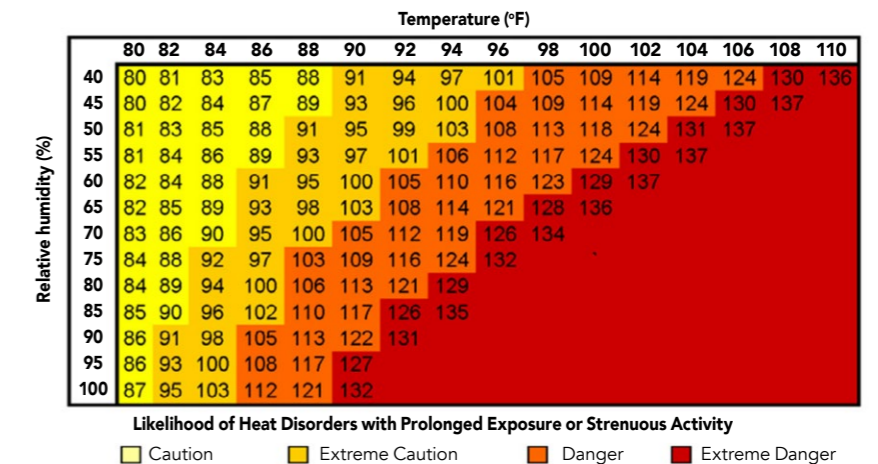 Temperature (°F)
80 82 84 86 88 90 92 94 96 98 100 102 104 106 108 110
40 80 81 83 85 88 91 94 97 101 105 109 114 119 124 130 136
45 80 82 84 87 89 93 96 100 104 109 114 119 124 130 137
50 81 83 85 88 91 95 99 103 108 113 118 124 131 137
55 81 84 86 89 93 97 101 106 112 117 124 130 137
60 82 84 88 91 95 100 105 110 116 123 129 137
65 82 85 89 93 98 103 108 114 121 128 136
70 83 86 90 95 100 105 112 119 126 134
75 84 88 92 97 103 109 116 124 132
80 84 89 94 100 106 113 121 129
85 85 90 96 102 110 117 126 135
90 86 91 98 105 113 122 131
95 86 93 100 108 117 127
100 87 95 103 112 121 132
Relative humidity (%)
Likelihood of Heat Disorders with Prolonged Exposure or Strenuous Activity
Caution Extreme Caution Danger Extreme Danger